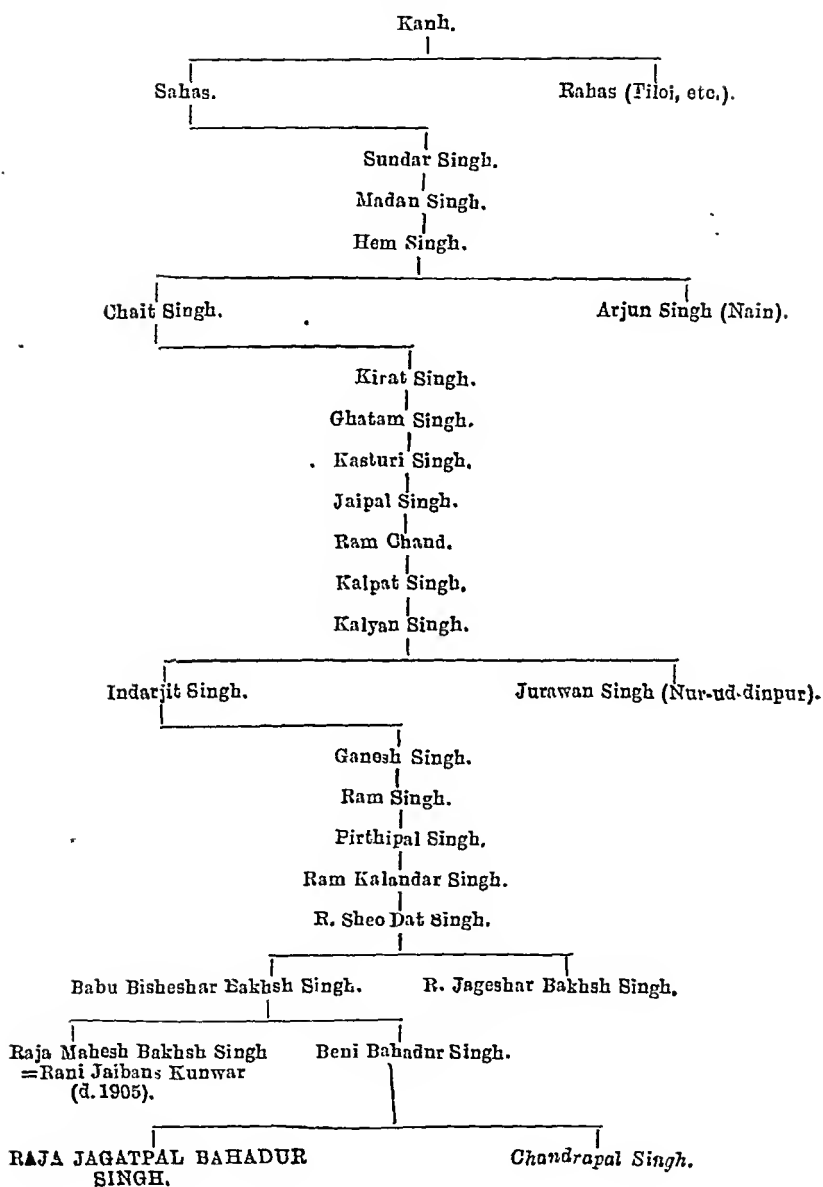 Kanh.
Sahas. Rahas (Tiloi, etc.).
Sundar Singh.
Madan Singh.
Hem Singh.
Chait Singh. Arjun Singh (Nain).
Kirat Singh.
Ghatam Singh.
Kasturi Singh.
Jaipal Singh.
Ram Chand.
Kalpat Singh.
Kalyan Singh.
Indarjit Singh. Jurawan Singh (Nur-ud-dinpur).
Ganesh Singh.
Ram Singh.
Pirthipal Singh.
Ram Kalandar Singh.
R. Sheo Dat Singh.
Babu Bisheshar Bakhsh Singh. R. Jageshar Bakhsh Singh.
Raja Mahesh Bakhsh Singh Beni Bahadur Singh.
=Rani Jaibans Kunwar
(d. 1905).
RAJA JAGATPAL BAHADUR Chandrapal Singh.
SINGH.